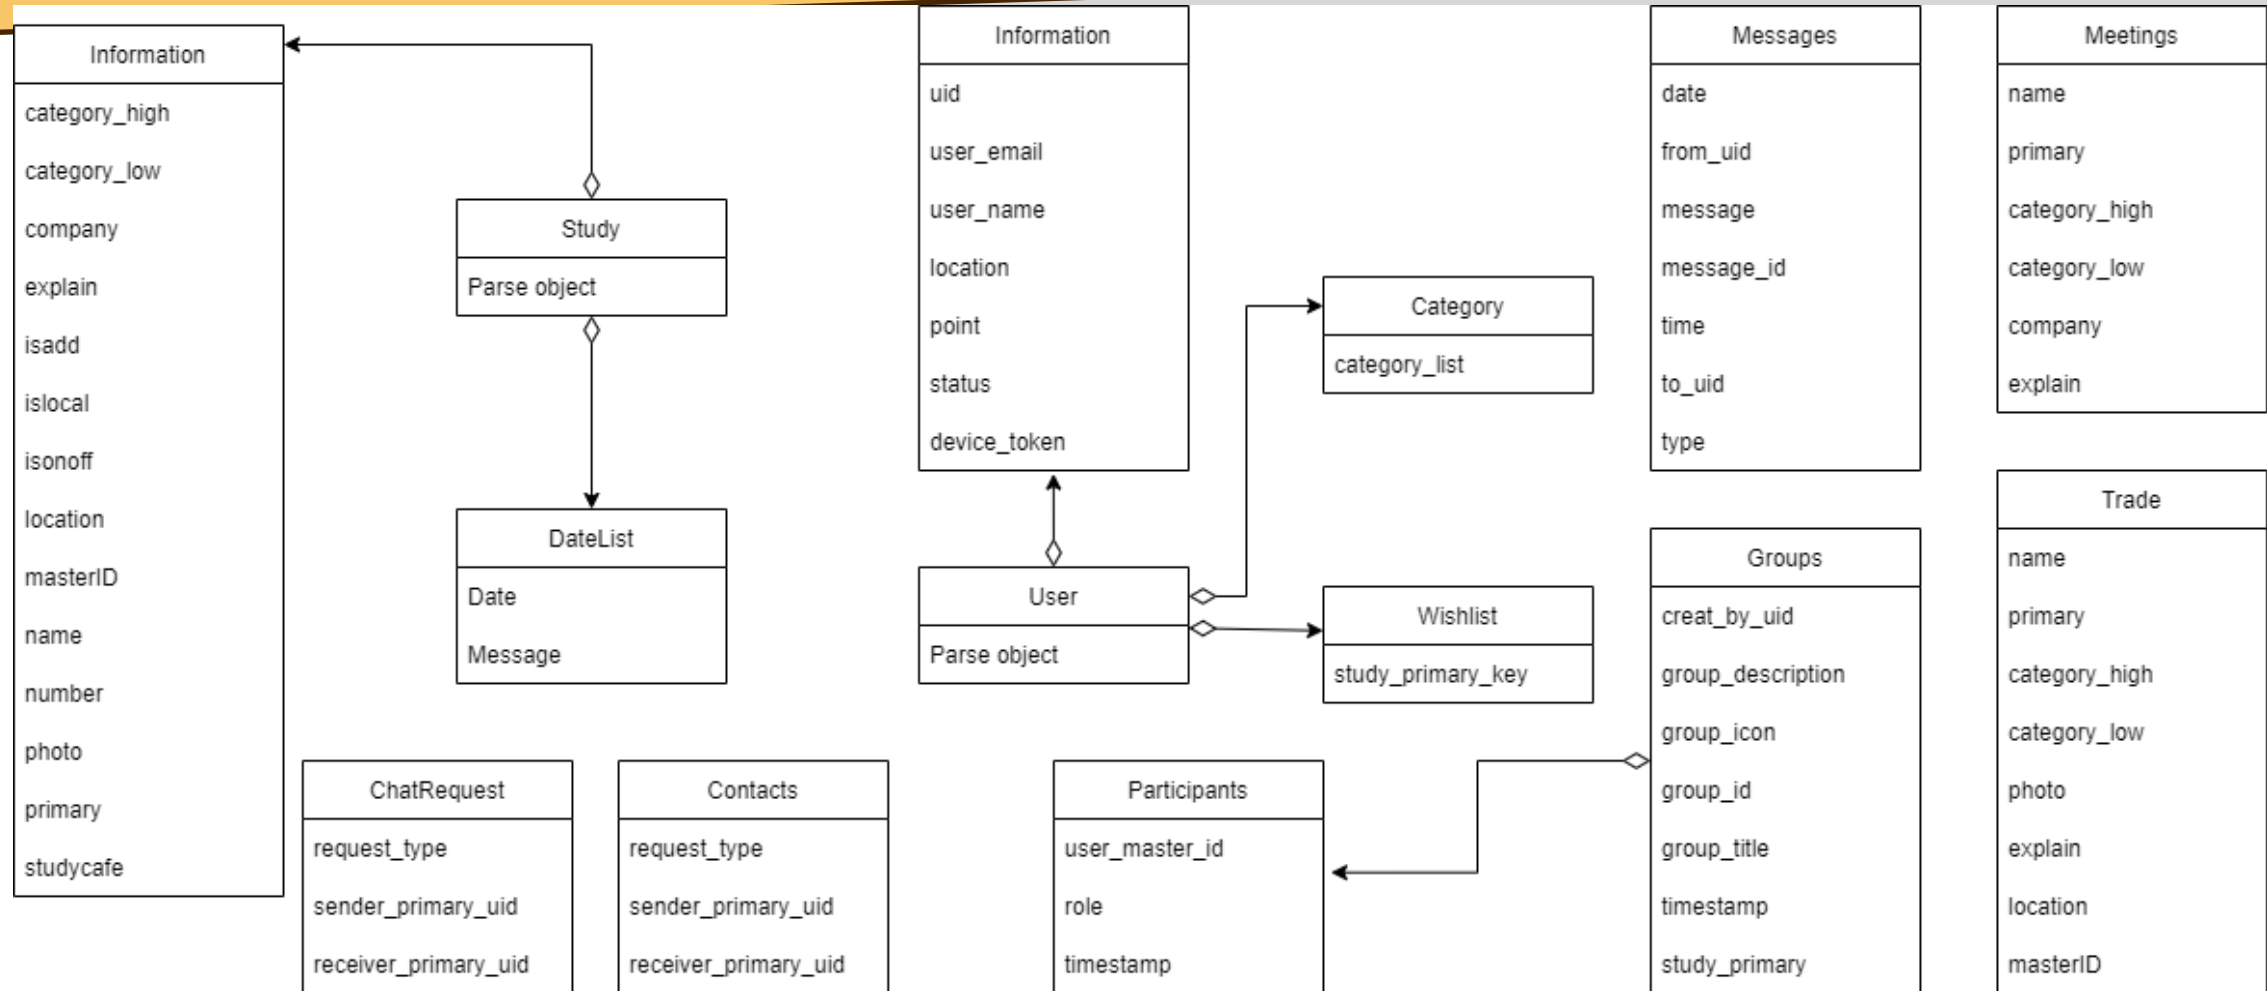 Information
category_high
category_low
company
explain
isadd
islocal
isonoff
location
masterID
name
number
photo
primary
studycafe
Study
Parse object
DateList
Date
Message
ChatRequest
request_type
sender_primary_uid
receiver_primary_uid
Contacts
request_type
sender_primary_uid
receiver_primary_uid
Information
uid
user_email
user_name
location
point
status
device_token
User
Parse object
Category
category_list
Wishlist
study_primary_key
Participants
user_master_id
role
timestamp
Messages
date
from_uid
message
message_id
time
to_uid
type
Groups
creat_by_uid
group_description
group_icon
group_id
group_title
timestamp
study_primary
Meetings
name
primary
category_high
category_low
company
explain
Trade
name
primary
category_high
category_low
photo
explain
location
masterID